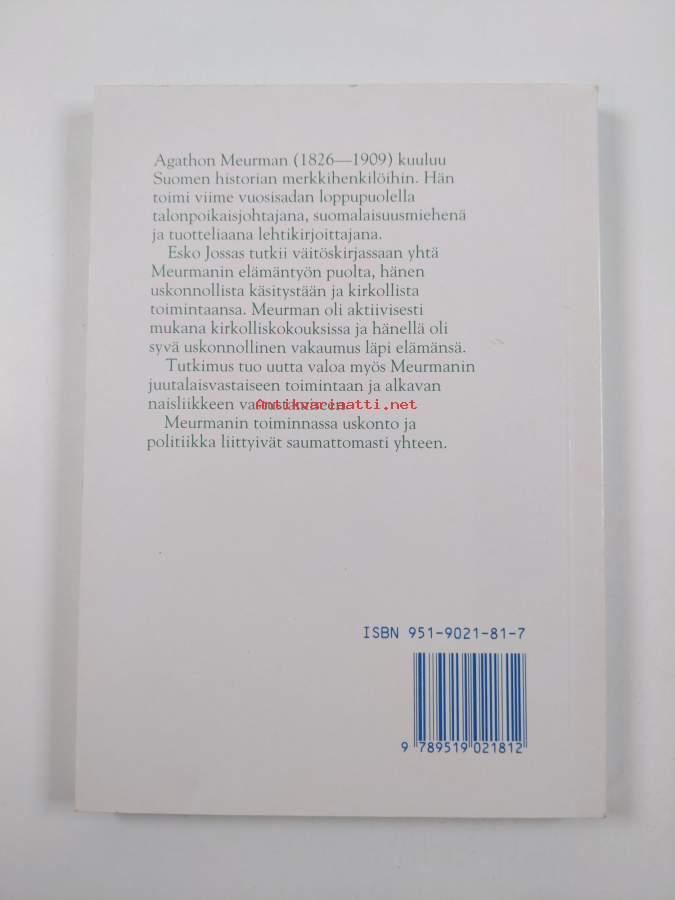 Agathon Meurman (1826—1909) kuuluu
Suomen historian merkkihenkilöihin. Hän
toimi viime vuosisadan loppupuolella
talonpoikaisjohtajana, suomalaisuusmiehenä
ja tuotteliaana lehtikirjoittajana.
Esko Jossas tutkii väitöskirjassaan yhtä
Meurmanin elämäntyön puolta, hänen
uskonnollista käsitystään ja kirkollista
toimintaansa. Meurman oli aktiivisesti
mukana kirkolliskokouksissa ja hänellä oli
syvä uskonnollinen vakaumus läpi elämänsä.
Tutkimus tuo uutta valoa myös Meurmanin
juutalaisvastaiseen toimintaan ja alkavan
naisliikkeen
Antikvariaatti.net
Meurmanin toiminnassa uskonto ja
politiikka liittyivät saumattomasti yhteen.
ISBN 951-9021-81-7
9 789519 021812